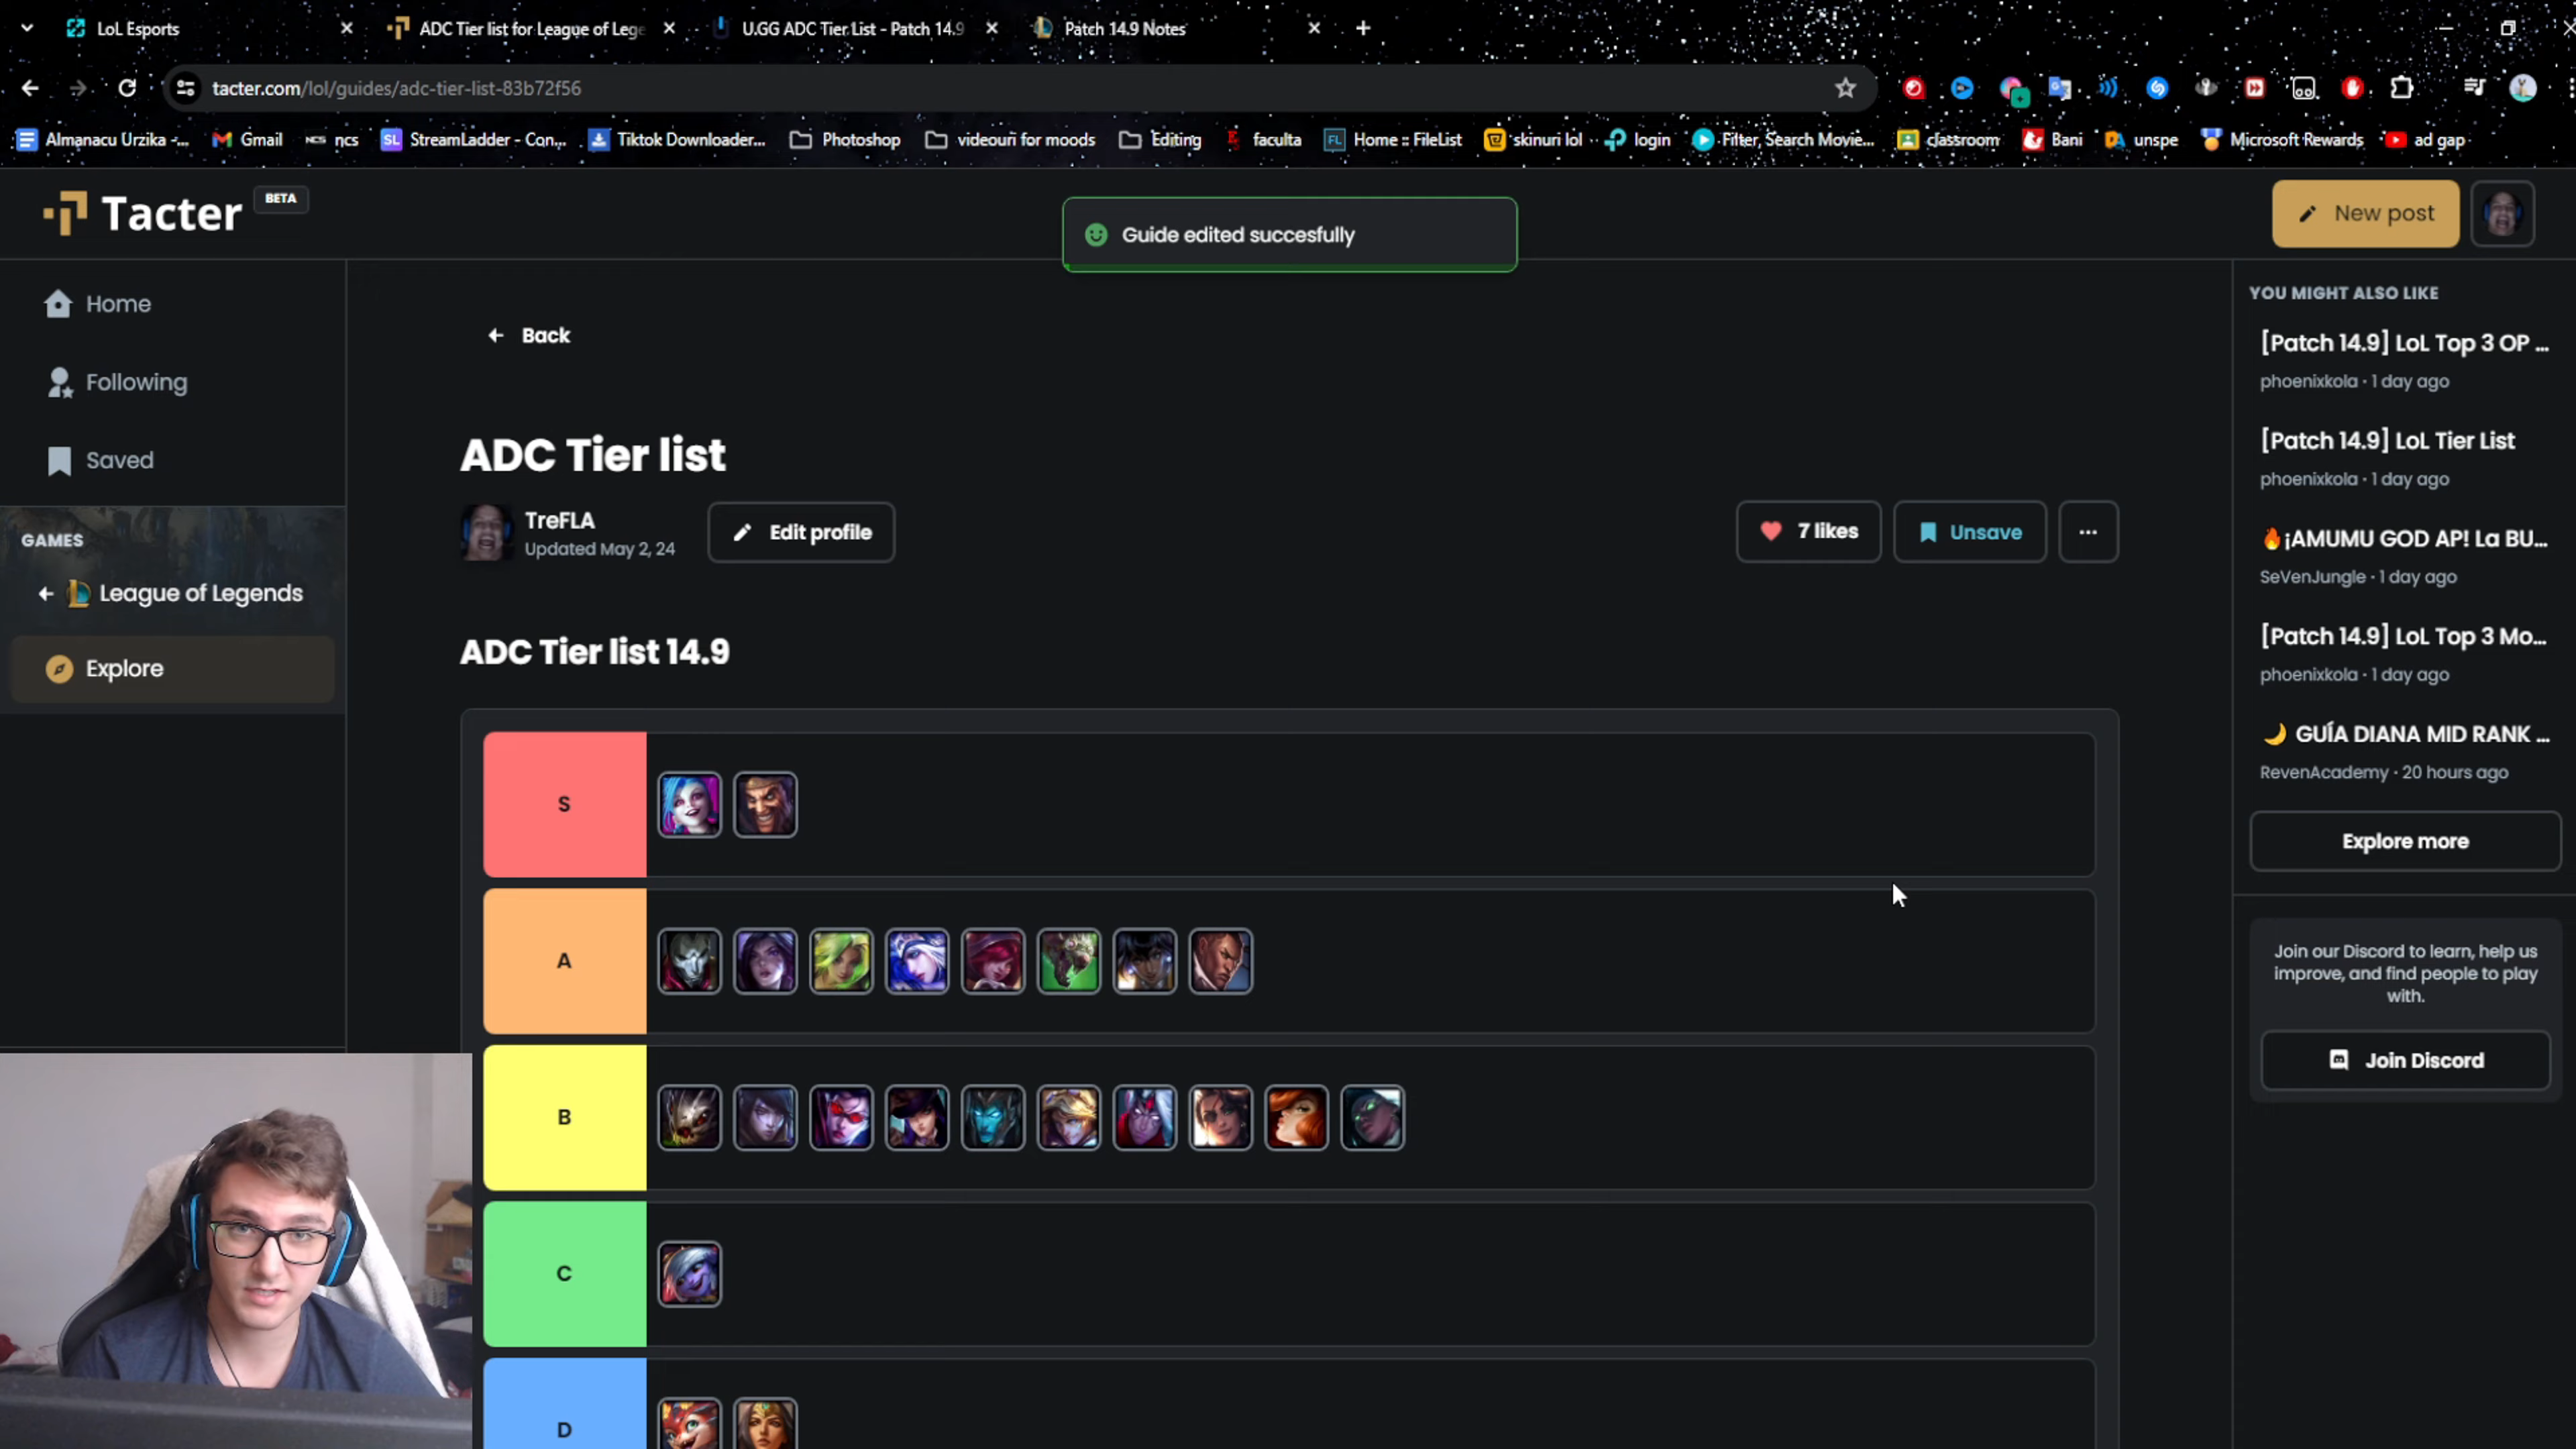 LoL Esports
ADC Tier list for League of Lege
U.GG ADC Tier List - Patch 14.9
Patch 14.9 Notes
tacter.com/lol/guides/adc-tier-list-83b72f56
Almanacu Urzika -...
Gmail
NCS ncs
SL StreamLadder - Con...
Tiktok Downloader...
Photoshop
videouri for moods
Editing
faculta
FL Home :: FileList
skinuri lol
login
Filter, Search Movie...
classroom
Bani
unspe
Microsoft Rewards
ad gap
Tacter BETA
Guide edited succesfully
New post
Home
Following
Saved
GAMES
League of Legends
Explore
Back
ADC Tier list
TreFLA
Updated May 2, 24
Edit profile
7 likes
Unsave
...
ADC Tier list 14.9
S
A
B
C
D
YOU MIGHT ALSO LIKE
[Patch 14.9] LoL Top 3 OP ...
phoenixkola · 1 day ago
[Patch 14.9] LoL Tier List
phoenixkola · 1 day ago
🔥¡AMUMU GOD AP! La BU...
SeVenJungle · 1 day ago
[Patch 14.9] LoL Top 3 Mo...
phoenixkola · 1 day ago
🌙 GUÍA DIANA MID RANK ...
RevenAcademy · 20 hours ago
Explore more
Join our Discord to learn, help us
improve, and find people to play
with.
Join Discord